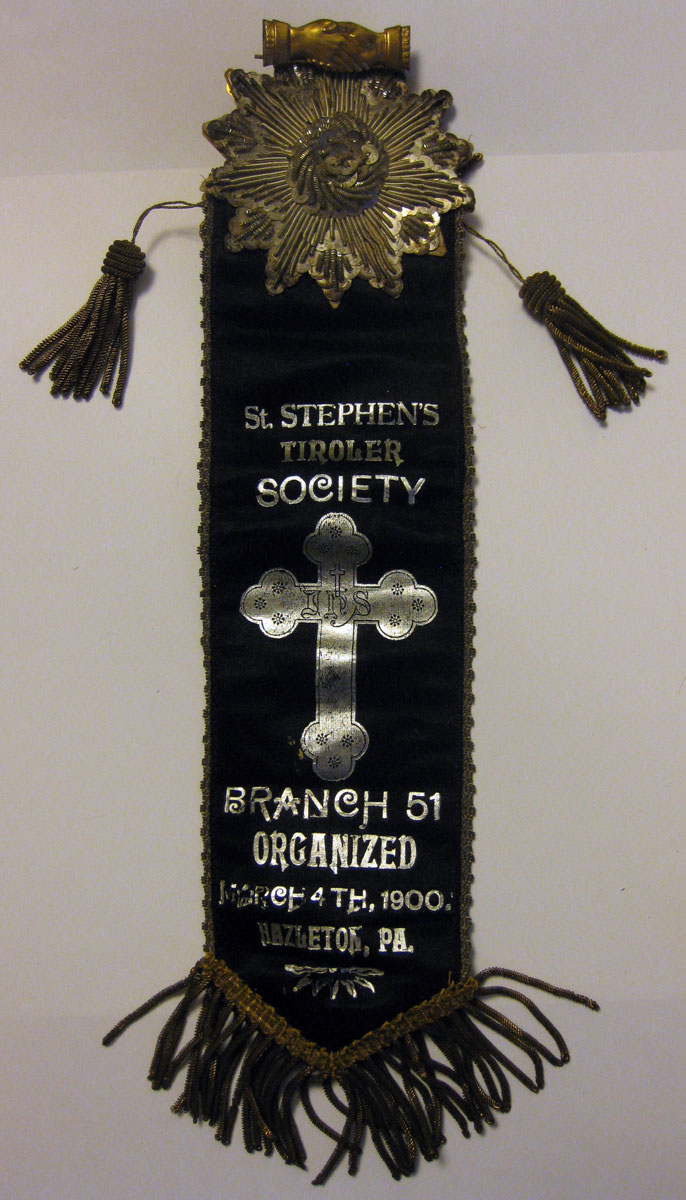 St. STEPHEN'S
TIROLER
SOCIETY
IHS
BRANCH 51
ORGANIZED
MARCH 4TH, 1900.
HAZLETON, PA.